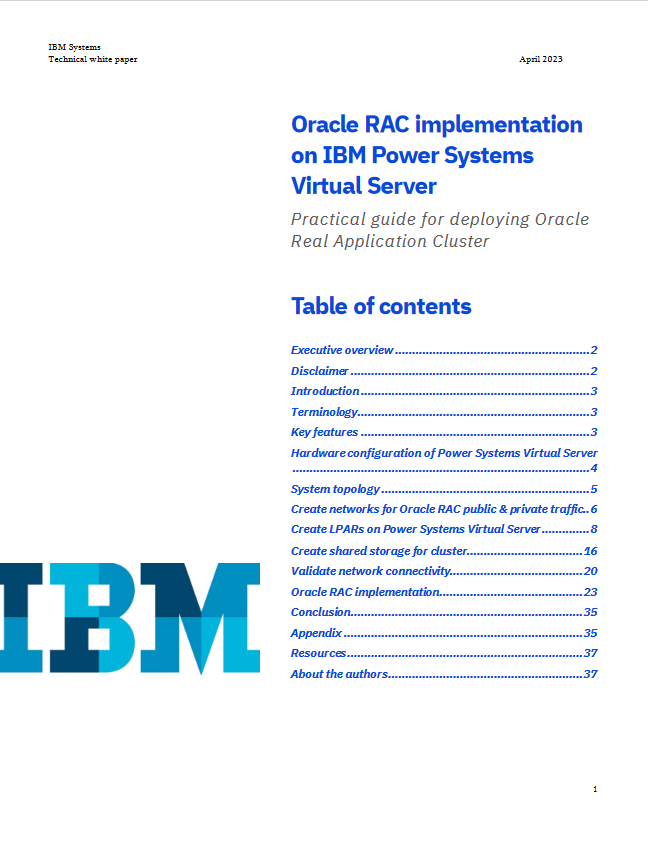 IBM Systems
Technical white paper
April 2023
Oracle RAC implementation
on IBM Power Systems
Virtual Server
Practical guide for deploying Oracle
Real Application Cluster
Table of contents
Executive overview..........................................................2
Disclaimer.......................................................................2
Introduction....................................................................3
Terminology....................................................................3
Key features....................................................................3
Hardware configuration of Power Systems Virtual Server
.........................................................................................4
System topology..............................................................5
Create networks for Oracle RAC public & private traffic..6
Create LPARs on Power Systems Virtual Server..............8
Create shared storage for cluster..................................16
Validate network connectivity.......................................20
Oracle RAC implementation..........................................23
Conclusion.....................................................................35
Appendix.......................................................................35
Resources......................................................................37
About the authors..........................................................37
IBM
1